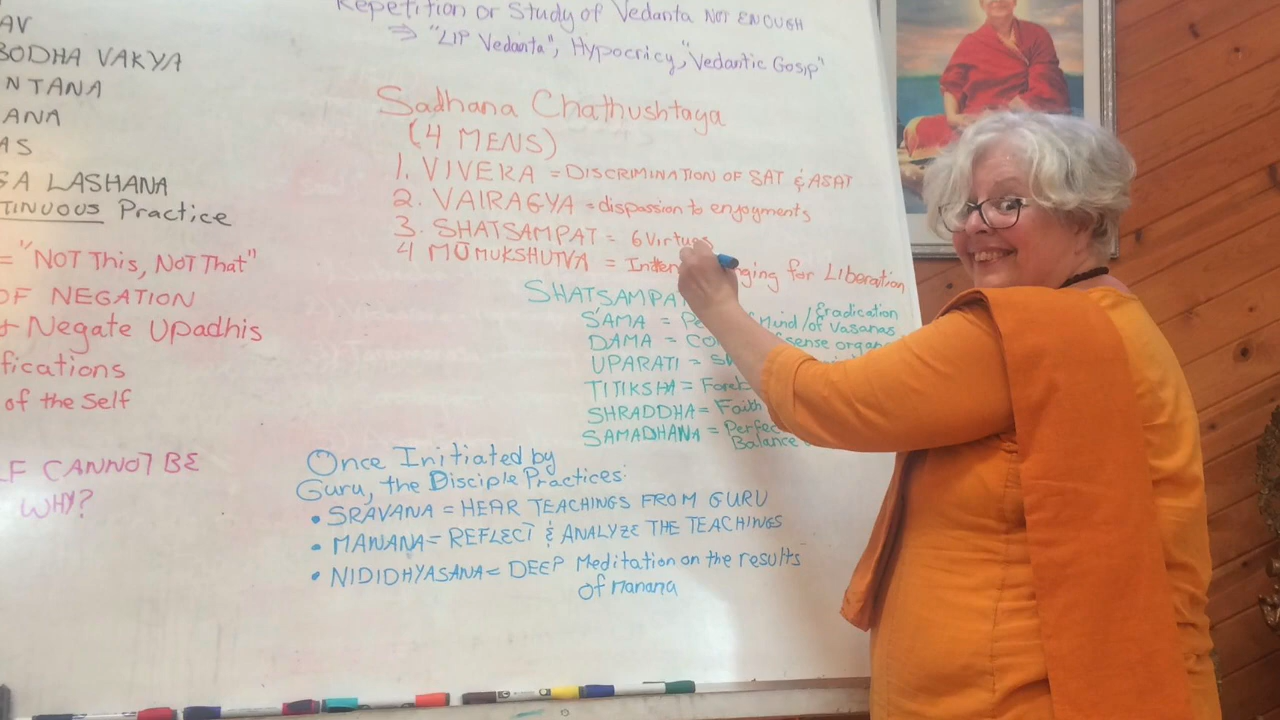 AV
BODHA VAKYA
NTANA
ANA
AS
GA LASHANA
TINUOUS Practice
= "NOT This, NOT That"
OF NEGATION
Negate Upadhis
fications
of the Self
LF CANNOT BE
WHY?
Repetition or Study of Vedanta NOT ENOUGH
⇒ "LIP Vedanta", Hypocricy, "Vedantic Gosip"
Sadhana Chathushtaya
(4 MENS)
1. VIVEKA = DISCRIMINATION OF SAT & ASAT
2. VAIRAGYA = dispassion to enjoyments
3. SHATSAMPAT = 6 Virtues
4 MUMUKSHUTVA = Inten ging for Liberation
SHATSAMPA
SAMA = Pe f Mind / Eradication of Vasanas
DAMA = CO sense organ
UPARATI = S
TITIKSHA = Foreb
SHRADDHA = Faith
SAMADHANA = Perfec
Balance
Once Initiated by
Guru, the Disciple Practices:
• SRAVANA = HEAR TEACHINGS FROM GURU
• MANANA = REFLECT & ANALYZE THE TEACHINGS
• NIDIDHYASANA = DEEP Meditation on the results
of Manana